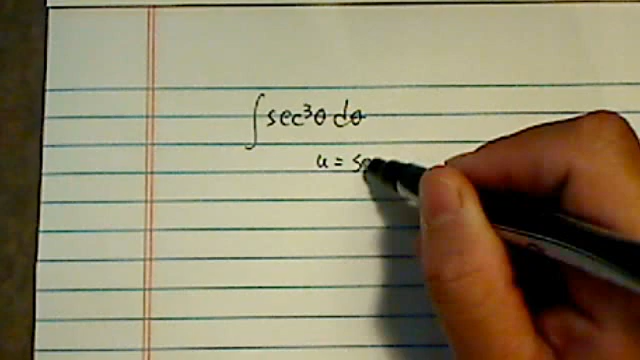 ∫sec³θ dθ
u = se